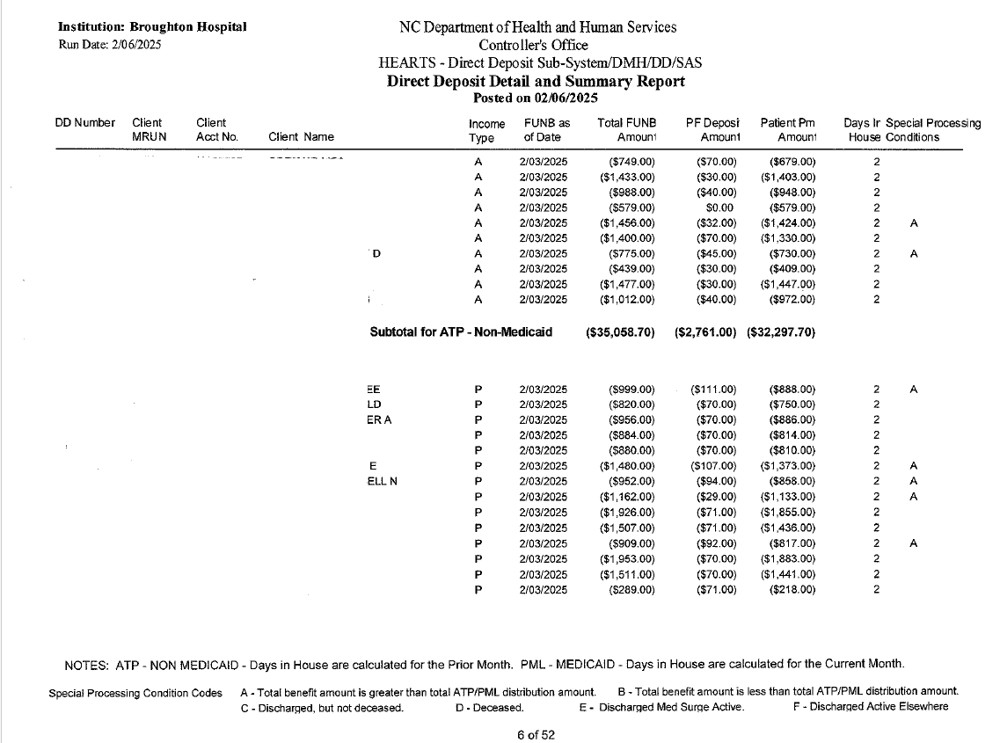 Institution: Broughton Hospital
Run Date: 2/06/2025
NC Department of Health and Human Services
Controller's Office
HEARTS - Direct Deposit Sub-System/DMH/DD/SAS
Direct Deposit Detail and Summary Report
Posted on 02/06/2025
DD Number Client Client Income FUNB as Total FUNB PF Deposi Patient Pm Days In Special Processing
MRUN Acct No. Client Name Type of Date Amount Amount Amount House Conditions
A 2/03/2025 ($749.00) ($70.00) ($679.00) 2
A 2/03/2025 ($1,433.00) ($30.00) ($1,403.00) 2
A 2/03/2025 ($988.00) ($40.00) ($948.00) 2
A 2/03/2025 ($579.00) $0.00 ($579.00) 2
A 2/03/2025 ($1,456.00) ($32.00) ($1,424.00) 2 A
A 2/03/2025 ($1,400.00) ($70.00) ($1,330.00) 2
D A 2/03/2025 ($775.00) ($45.00) ($730.00) 2 A
A 2/03/2025 ($439.00) ($30.00) ($409.00) 2
A 2/03/2025 ($1,477.00) ($30.00) ($1,447.00) 2
A 2/03/2025 ($1,012.00) ($40.00) ($972.00) 2
Subtotal for ATP - Non-Medicaid ($35,058.70) ($2,761.00) ($32,297.70)
EE P 2/03/2025 ($999.00) ($111.00) ($888.00) 2 A
LD P 2/03/2025 ($820.00) ($70.00) ($750.00) 2
ER A P 2/03/2025 ($956.00) ($70.00) ($886.00) 2
P 2/03/2025 ($884.00) ($70.00) ($814.00) 2
P 2/03/2025 ($880.00) ($70.00) ($810.00) 2
E P 2/03/2025 ($1,480.00) ($107.00) ($1,373.00) 2 A
ELL N P 2/03/2025 ($952.00) ($94.00) ($858.00) 2 A
P 2/03/2025 ($1,162.00) ($29.00) ($1,133.00) 2 A
P 2/03/2025 ($1,926.00) ($71.00) ($1,855.00) 2
P 2/03/2025 ($1,507.00) ($71.00) ($1,436.00) 2
P 2/03/2025 ($909.00) ($92.00) ($817.00) 2 A
P 2/03/2025 ($1,953.00) ($70.00) ($1,883.00) 2
P 2/03/2025 ($1,511.00) ($70.00) ($1,441.00) 2
P 2/03/2025 ($289.00) ($71.00) ($218.00) 2
NOTES: ATP - NON MEDICAID - Days in House are calculated for the Prior Month. PML - MEDICAID - Days in House are calculated for the Current Month.
Special Processing Condition Codes A - Total benefit amount is greater than total ATP/PML distribution amount. B - Total benefit amount is less than total ATP/PML distribution amount.
C - Discharged, but not deceased. D - Deceased. E - Discharged Med Surge Active. F - Discharged Active Elsewhere
6 of 52